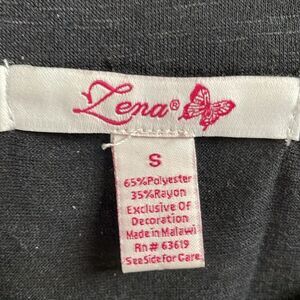 Zena®
S
65%Polyester
35%Rayon
Exclusive Of
Decoration
Made in Malawi
Rn# 63619
See Side for Care